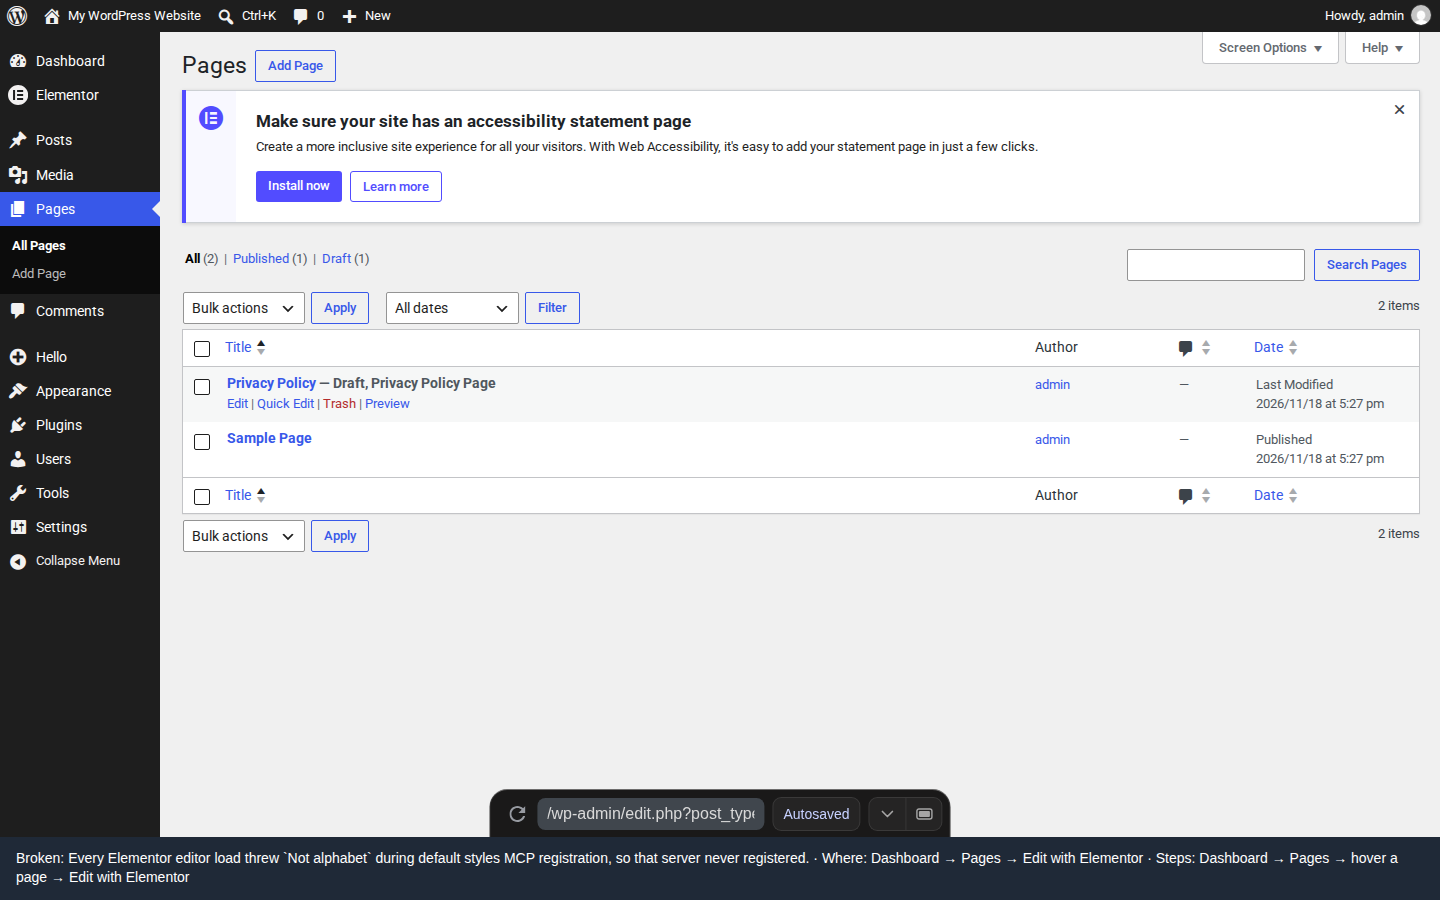 My WordPress Website Ctrl+K 0 New Howdy, admin
Screen Options Help
Dashboard
Elementor
Posts
Media
Pages
All Pages
Add Page
Comments
Hello
Appearance
Plugins
Users
Tools
Settings
Collapse Menu
Pages Add Page
Make sure your site has an accessibility statement page
Create a more inclusive site experience for all your visitors. With Web Accessibility, it's easy to add your statement page in just a few clicks.
Install now Learn more
All (2) | Published (1) | Draft (1) Search Pages
Bulk actions Apply All dates Filter 2 items
Title Author Date
Privacy Policy — Draft, Privacy Policy Page admin — Last Modified
Edit | Quick Edit | Trash | Preview 2026/11/18 at 5:27 pm
Sample Page admin — Published
2026/11/18 at 5:27 pm
Title Author Date
Bulk actions Apply 2 items
/wp-admin/edit.php?post_type Autosaved
Broken: Every Elementor editor load threw `Not alphabet` during default styles MCP registration, so that server never registered. · Where: Dashboard → Pages → Edit with Elementor · Steps: Dashboard → Pages → hover a
page → Edit with Elementor